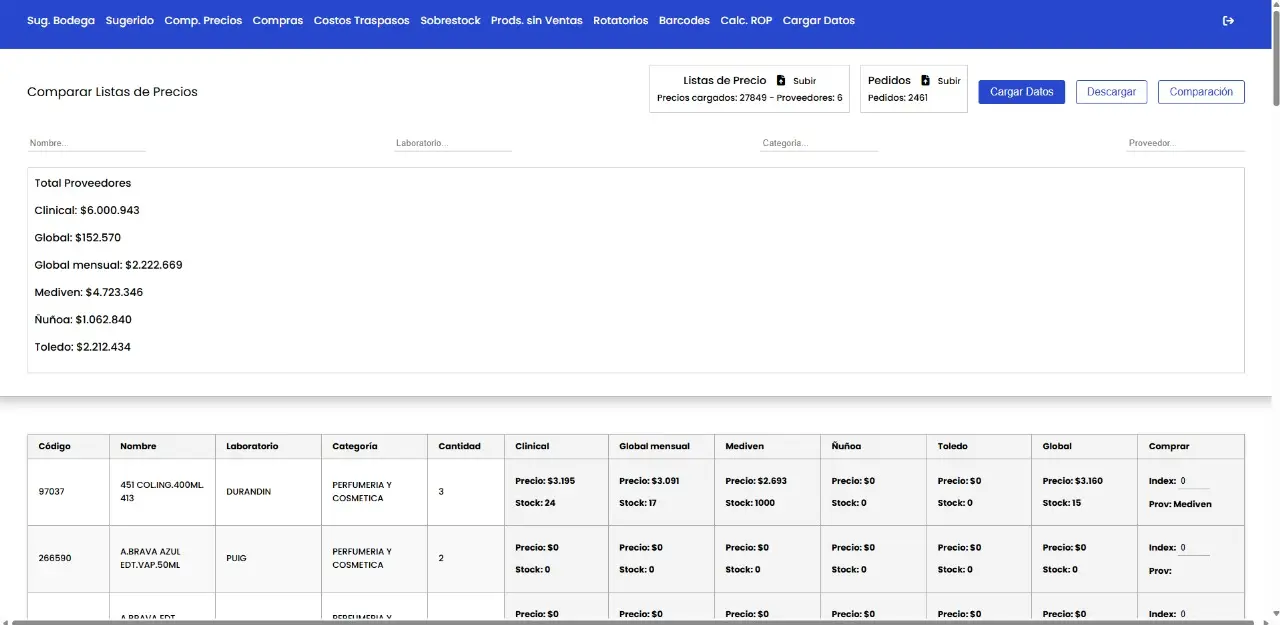 Sug. Bodega Sugerido Comp. Precios Compras Costos Traspasos Sobrestock Prods. sin Ventas Rotatorios Barcodes Calc. ROP Cargar Datos
Comparar Listas de Precios
Listas de Precio Subir
Precios cargados: 27849 - Proveedores: 6
Pedidos Subir
Pedidos: 2461
Cargar Datos
Descargar
Comparación
Nombre... Laboratorio... Categoria... Proveedor...
Total Proveedores
Clinical: $6.000.943
Global: $152.570
Global mensual: $2.222.669
Mediven: $4.723.346
Ñuñoa: $1.062.840
Toledo: $2.212.434
Código Nombre Laboratorio Categoría Cantidad Clinical Global mensual Mediven Ñuñoa Toledo Global Comprar
97037
451 COL.ING.400ML.
413
DURANDIN
PERFUMERIA Y
COSMETICA
3
Precio: $3.195
Stock: 24
Precio: $3.091
Stock: 17
Precio: $2.693
Stock: 1000
Precio: $0
Stock: 0
Precio: $0
Stock: 0
Precio: $3.160
Stock: 15
Index: 0
Prov: Mediven
266590
A.BRAVA AZUL
EDT.VAP.50ML
PUIG
PERFUMERIA Y
COSMETICA
2
Precio: $0
Stock: 0
Precio: $0
Stock: 0
Precio: $0
Stock: 0
Precio: $0
Stock: 0
Precio: $0
Stock: 0
Precio: $0
Stock: 0
Index: 0
Prov:
A.BRAVA EDT
PERFUMERIA Y
Precio: $0
Precio: $0
Precio: $0
Precio: $0
Precio: $0
Precio: $0
Index: 0